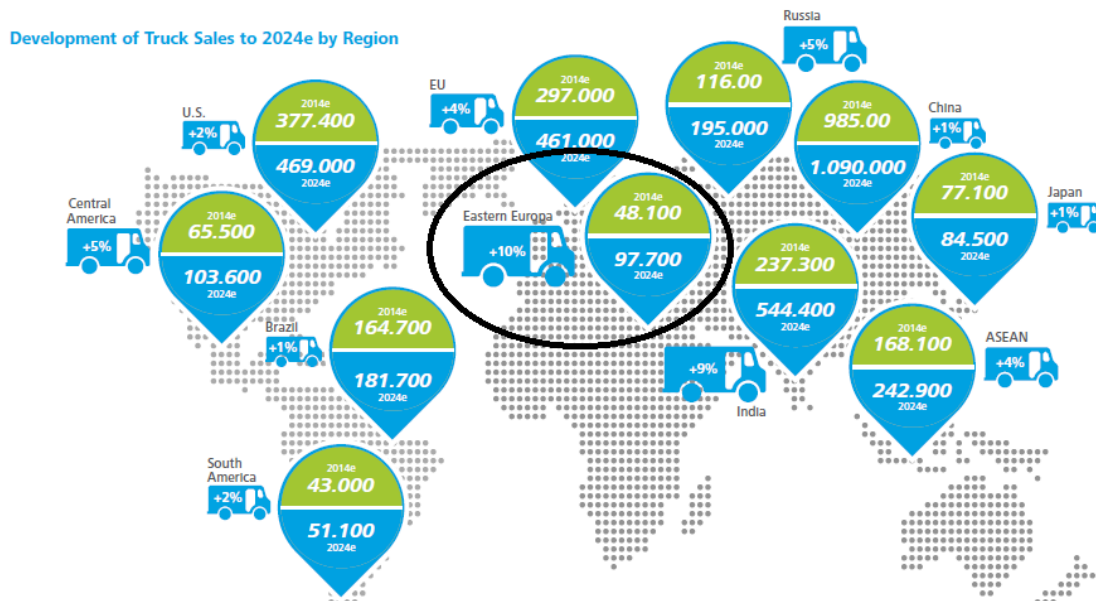 Development of Truck Sales to 2024e by Region
U.S.
+2%
2014e
377.400
469.000
2024e
EU
+4%
2014e
297.000
461.000
2024e
Russia
+5%
2014e
116.00
195.000
2024e
China
+1%
2014e
985.00
1.090.000
2024e
Japan
+1%
2014e
77.100
84.500
2024e
Central
America
+5%
2014e
65.500
103.600
2024e
Eastern Europa
+10%
2014e
48.100
97.700
2024e
2014e
237.300
544.400
2024e
+9%
India
Brazil
+1%
2014e
164.700
181.700
2024e
ASEAN
+4%
2014e
168.100
242.900
2024e
South
America
+2%
2014e
43.000
51.100
2024e